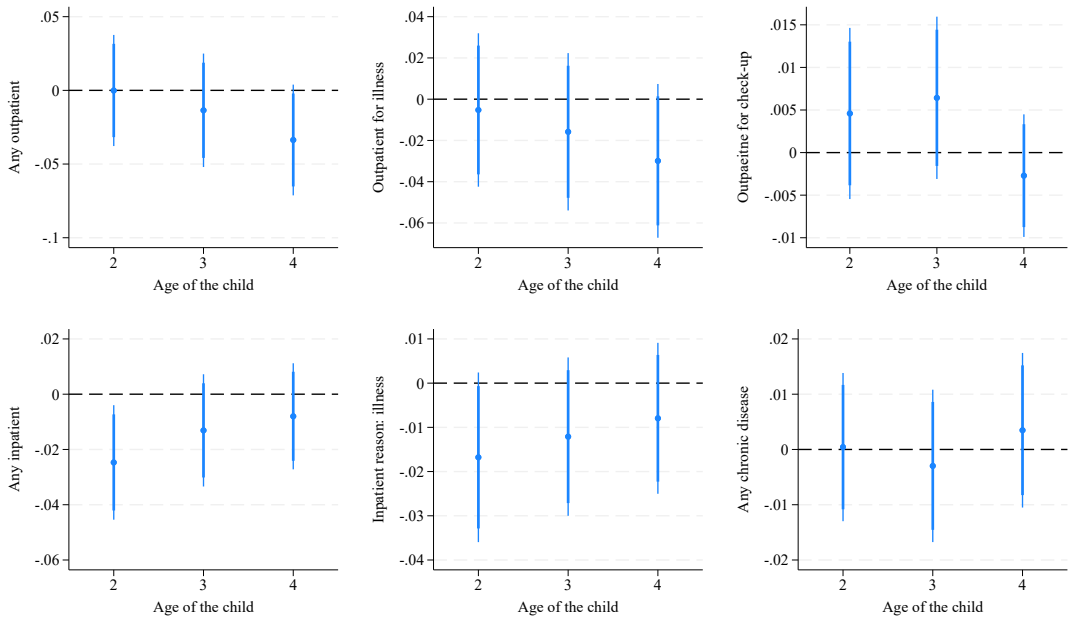 Any outpatient
.05
0
-.05
-.1
2 3 4
Age of the child
Outpatient for illness
.04
.02
0
-.02
-.04
-.06
2 3 4
Age of the child
Outpaeitne for check-up
.015
.01
.005
0
-.005
-.01
2 3 4
Age of the child
Any inpatient
.02
0
-.02
-.04
-.06
2 3 4
Age of the child
Inpatient reason: illness
.01
0
-.01
-.02
-.03
-.04
2 3 4
Age of the child
Any chronic disease
.02
.01
0
-.01
-.02
2 3 4
Age of the child